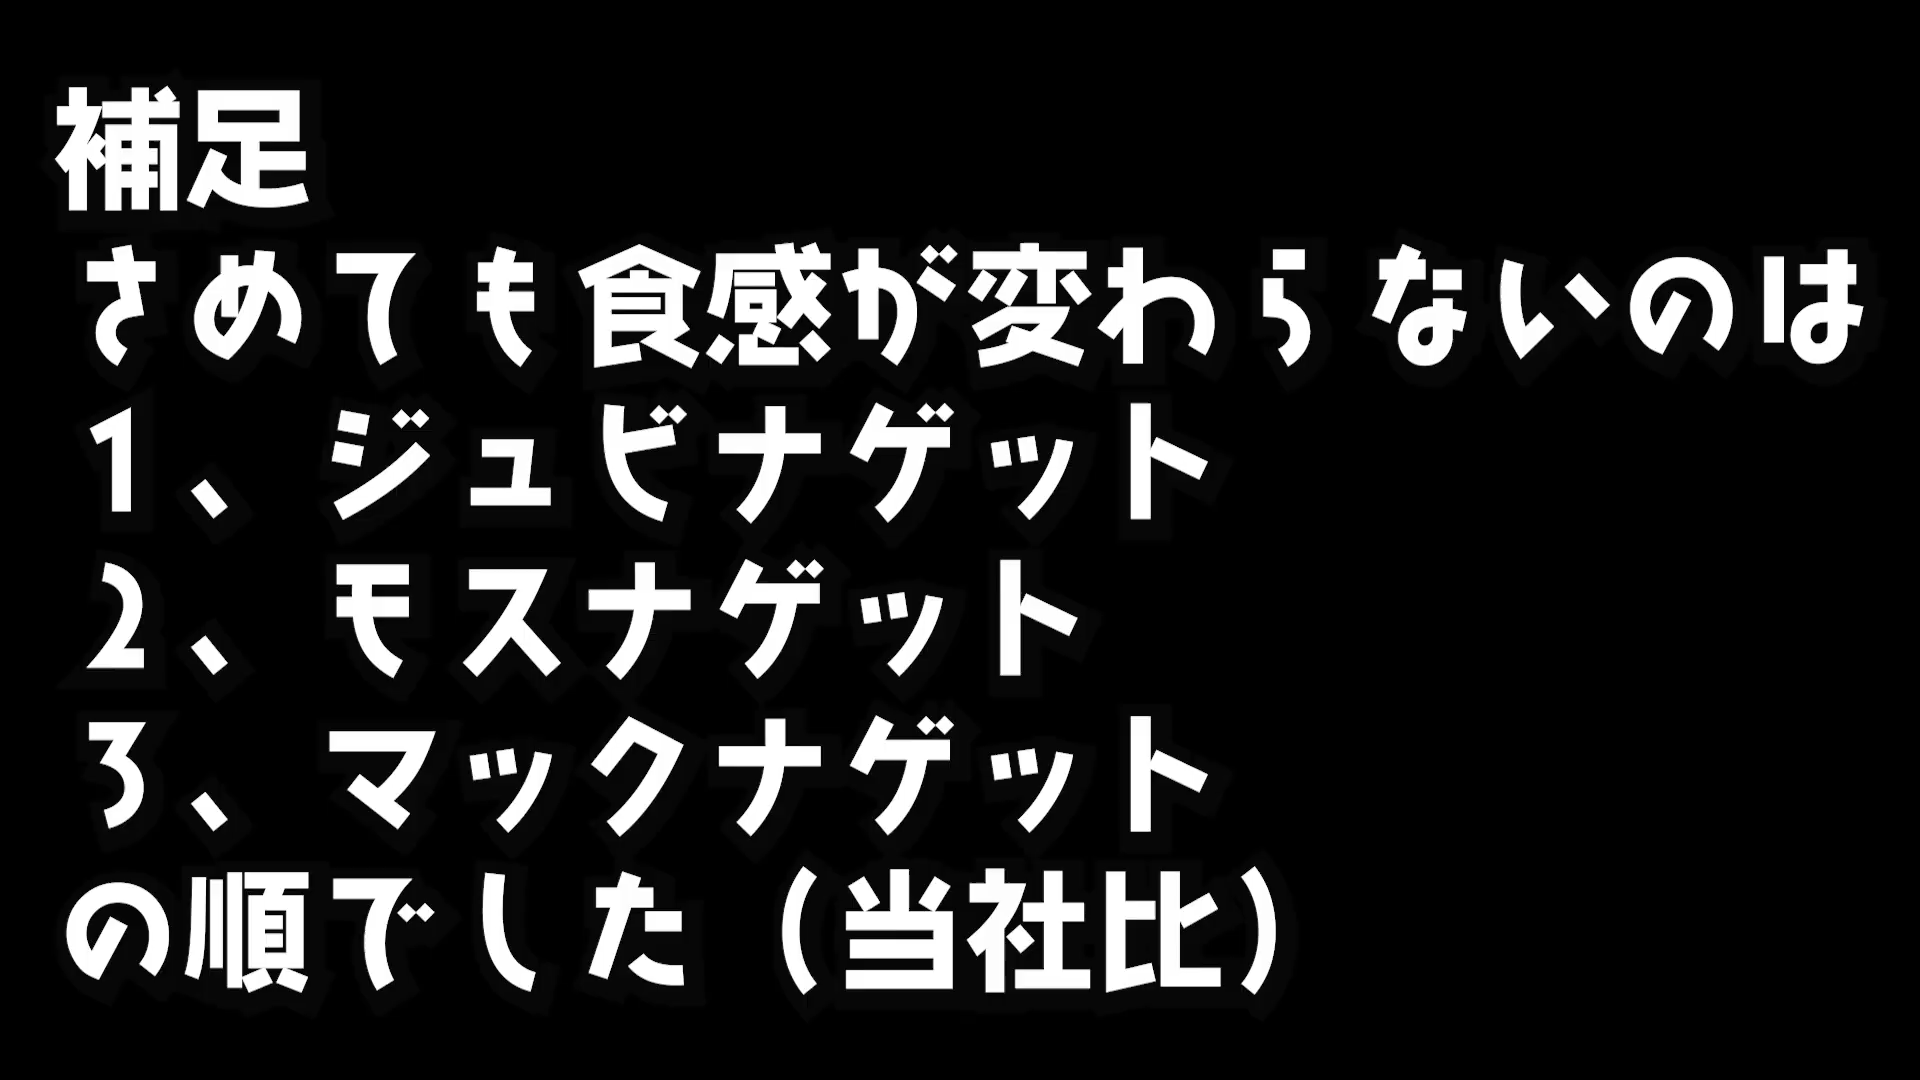 補足
さめても食感が変わらないのは
1、ジュビナゲット
2、モスナゲット
3、マックナゲット
の順でした（当社比）